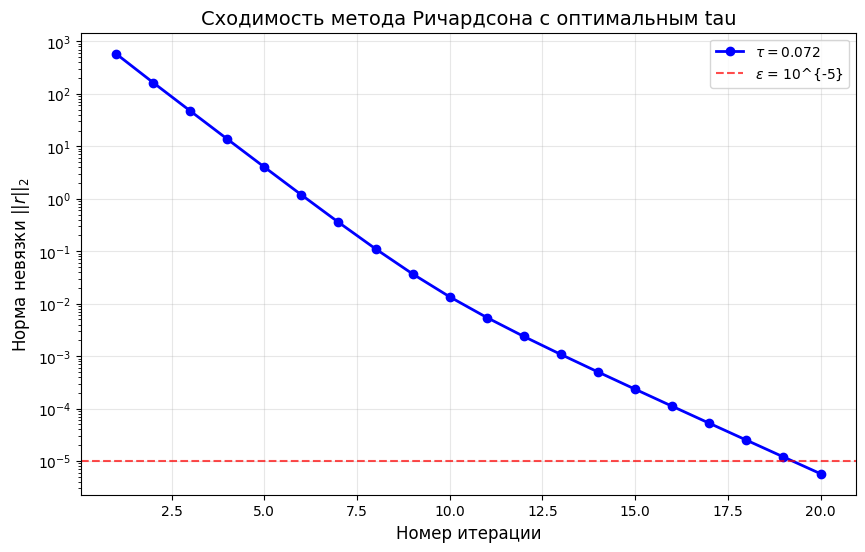 Сходимость метода Ричардсона с оптимальным tau
τ = 0.072
ε = 10^{-5}
Норма невязки ||r||₂
10³
10²
10¹
10⁰
10⁻¹
10⁻²
10⁻³
10⁻⁴
10⁻⁵
2.5 5.0 7.5 10.0 12.5 15.0 17.5 20.0
Номер итерации